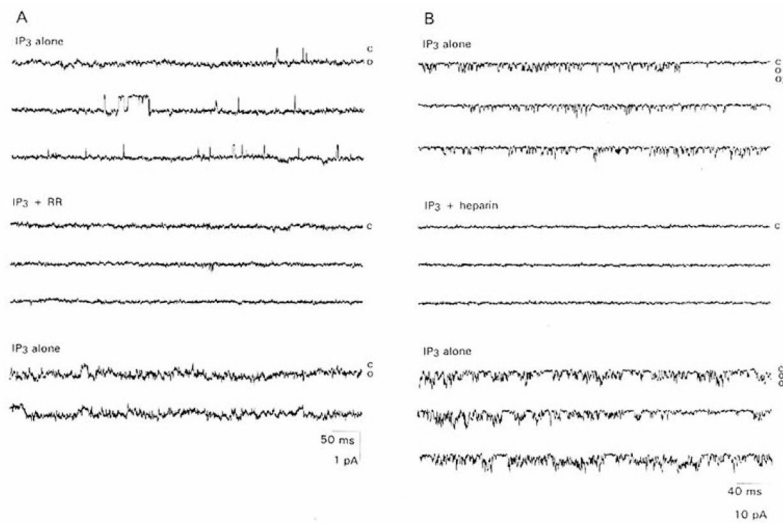 A
IP3 alone
C
O
IP3 + RR
C
IP3 alone
C
O
50 ms
1 pA
B
IP3 alone
C
O
O
IP3 + heparin
C
IP3 alone
C
O
O
40 ms
10 pA